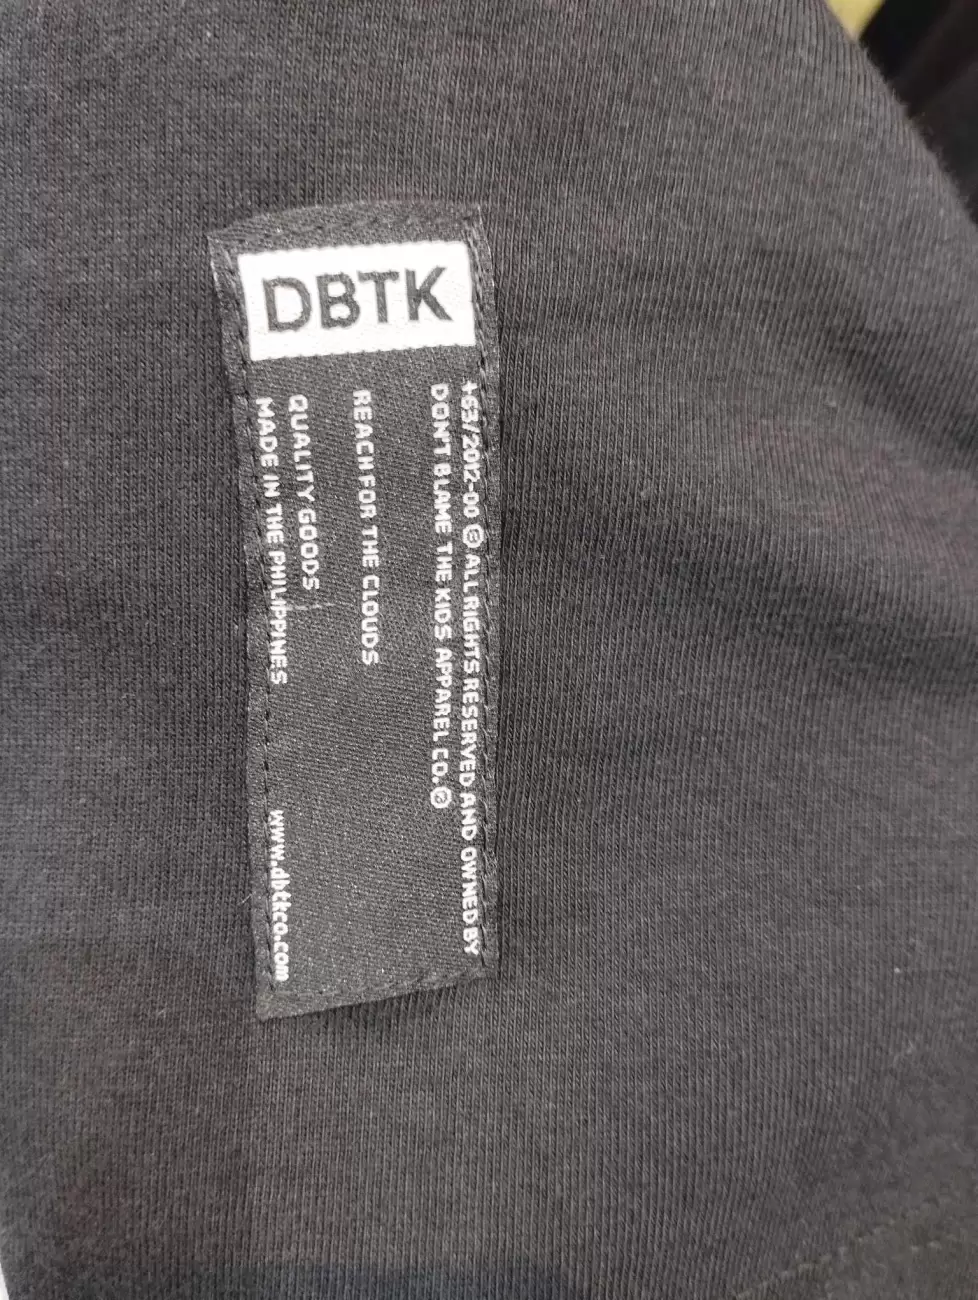 DBTK
+63/2012-00 © ALL RIGHTS RESERVED AND OWNED BY
DON'T BLAME THE KIDS APPAREL CO.©
REACH FOR THE CLOUDS
QUALITY GOODS
MADE IN THE PHILIPPINES
www.dbtkco.com